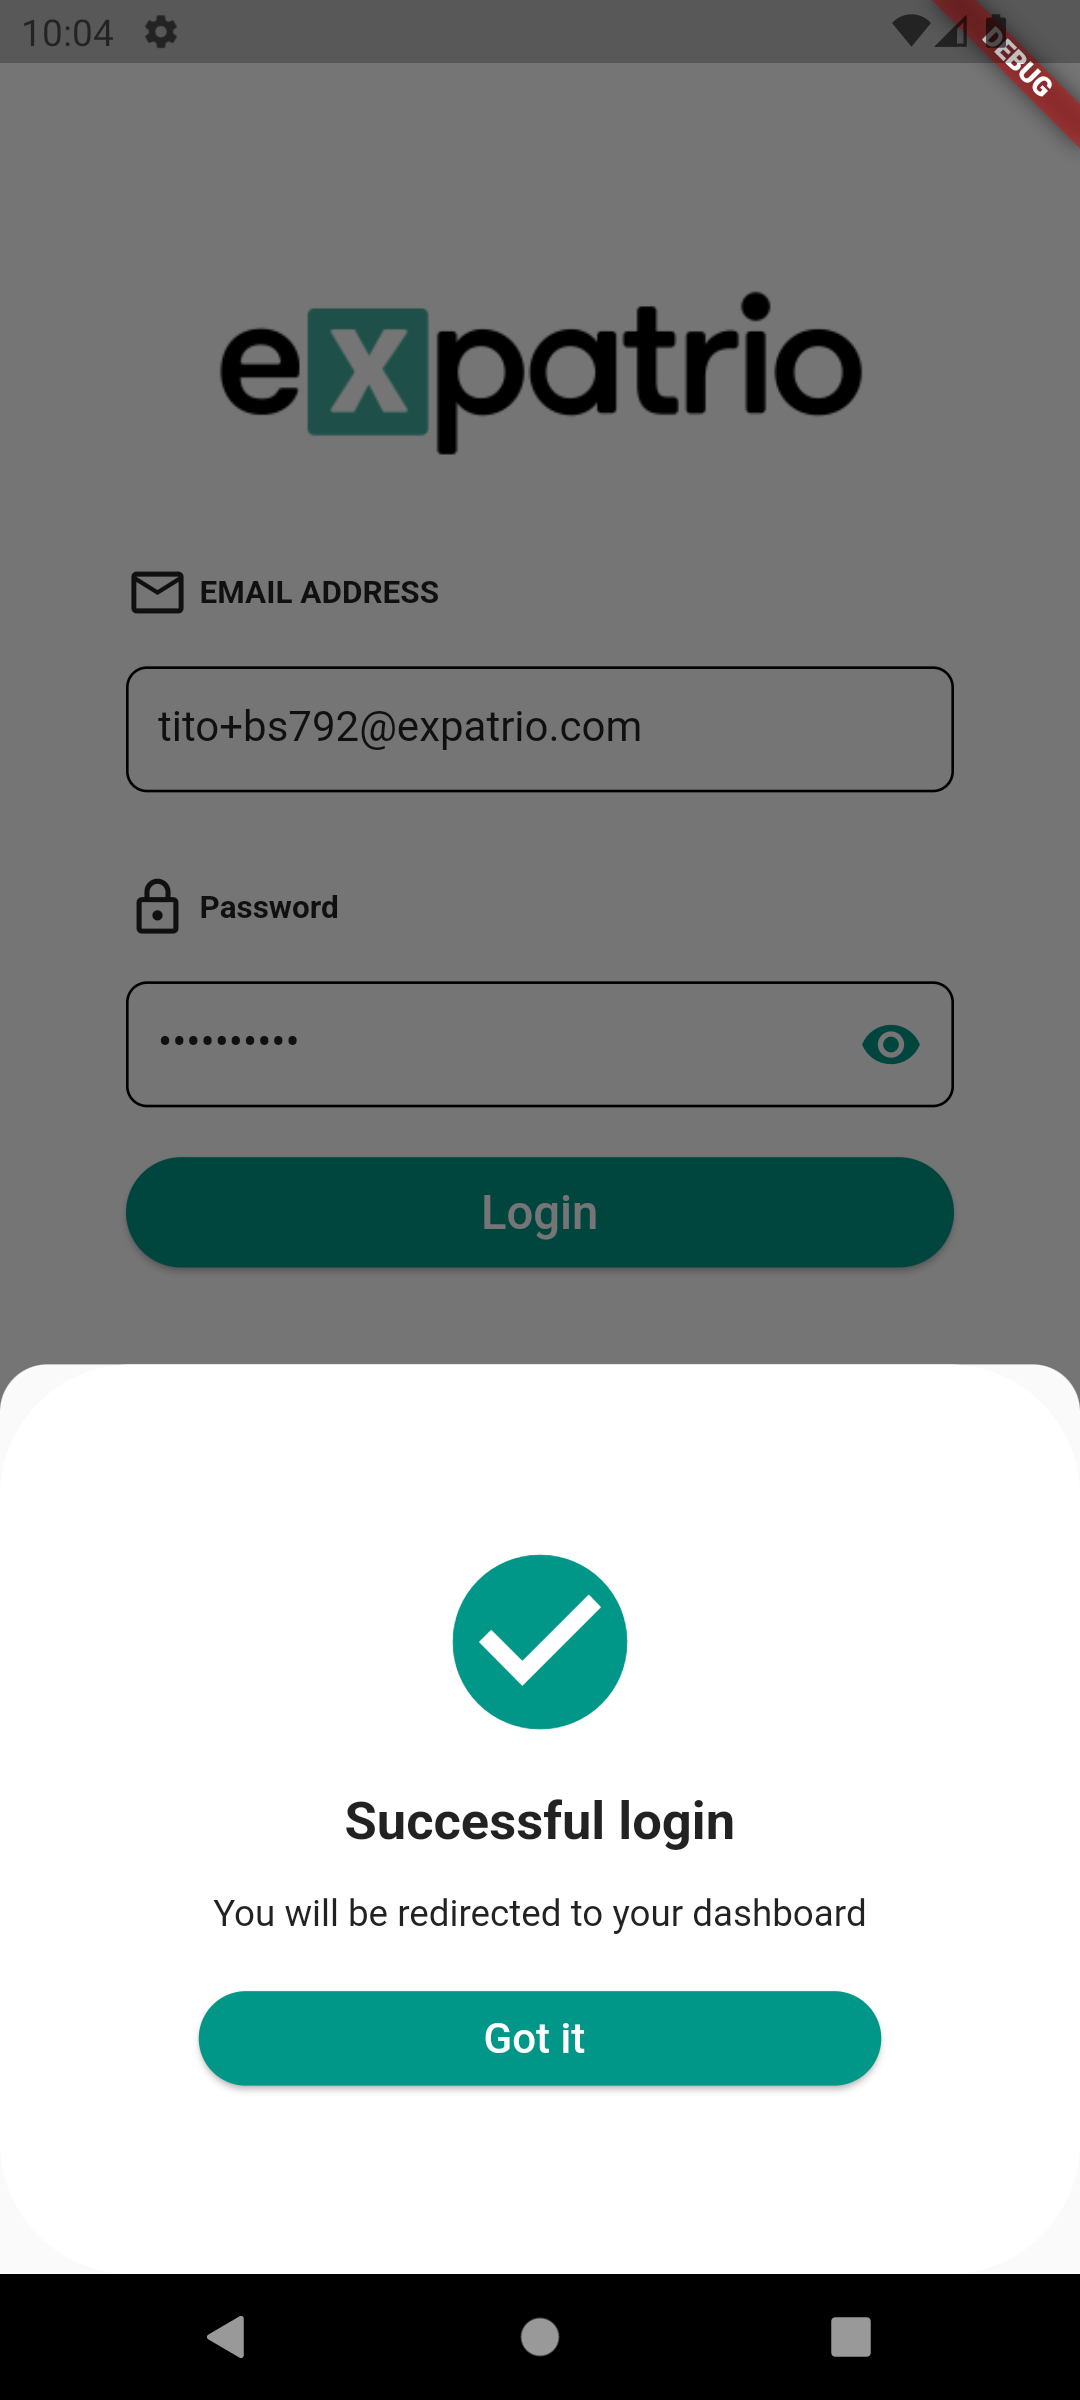 10:04
DEBUG
expatrio
EMAIL ADDRESS
tito+bs792@expatrio.com
Password
••••••••••
Login
Successful login
You will be redirected to your dashboard
Got it